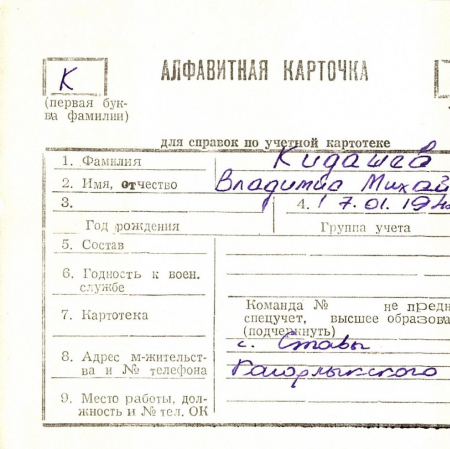 К
АЛФАВИТНАЯ КАРТОЧКА
(первая бук-
ва фамилии)
для справок по учетной картотеке
1. Фамилия Кидашев
2. Имя, отчество Владимир Михай
3. 4. 17.01.194
Год рождения Группа учета
5. Состав
6. Годность к воен.
службе
Команда № не предн
7. Картотека спецучет, высшее образова
(подчеркнуть)
8. Адрес м-жительст-
ва и № телефона
с. Ставы
Кагарлыкского
9. Место работы, дол-
жность и № тел. ОК